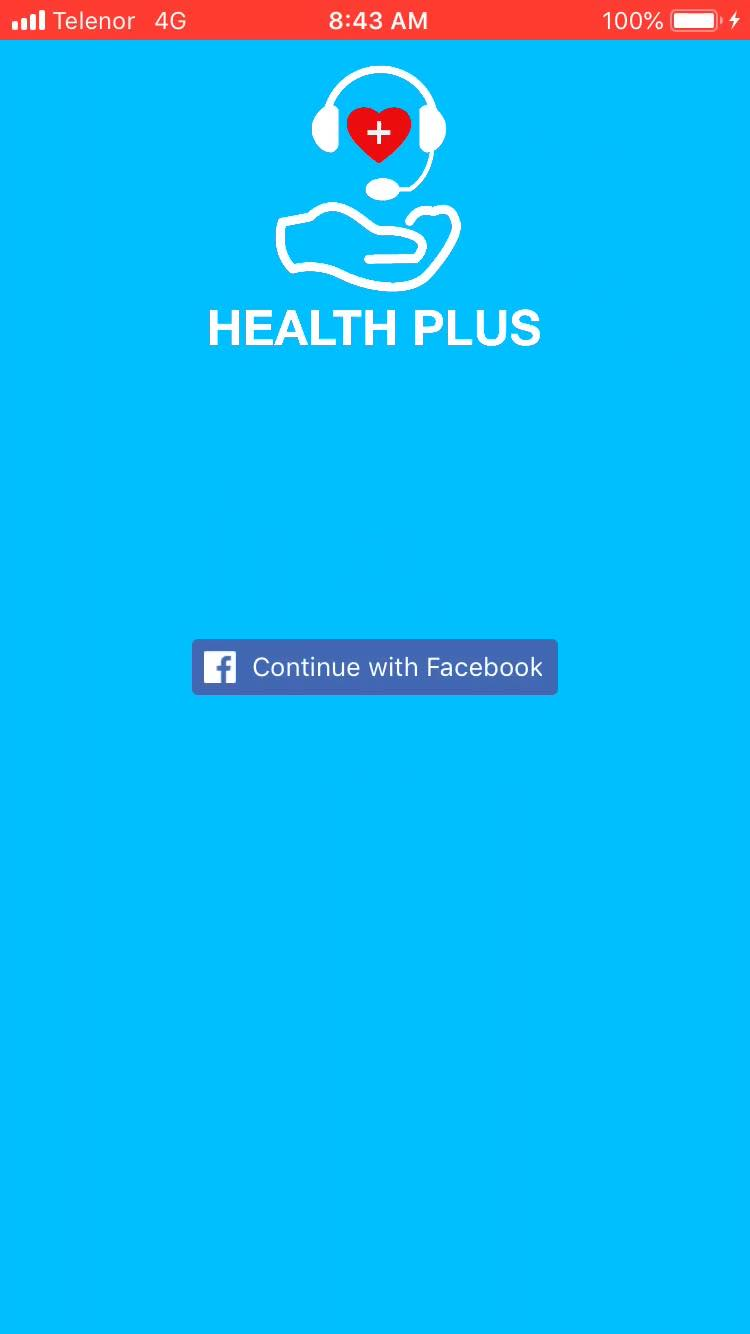 Telenor 4G 8:43 AM 100%
HEALTH PLUS
Continue with Facebook